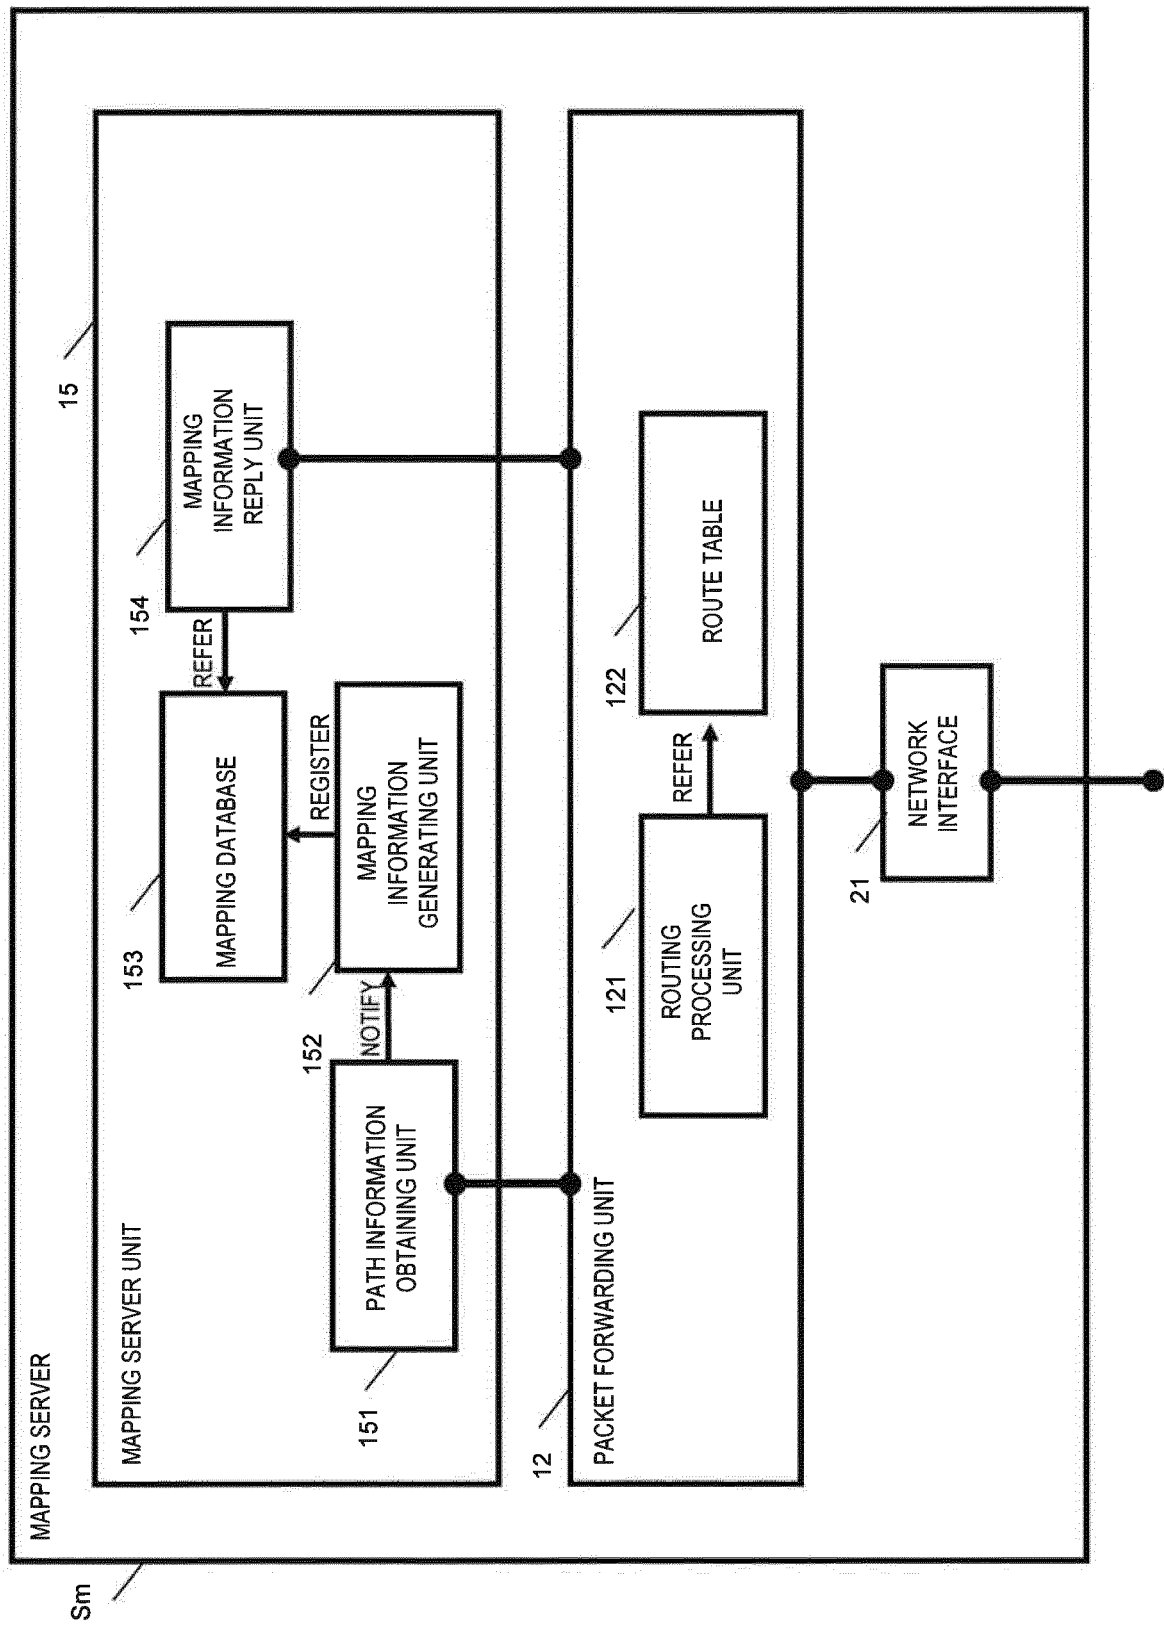 Sm
MAPPING SERVER
15
MAPPING SERVER UNIT
153
MAPPING DATABASE
REFER
154
MAPPING
INFORMATION
REPLY UNIT
REGISTER
151
PATH INFORMATION
OBTAINING UNIT
NOTIFY
152
MAPPING
INFORMATION
GENERATING UNIT
12
PACKET FORWARDING UNIT
121
ROUTING
PROCESSING
UNIT
REFER
122
ROUTE TABLE
21
NETWORK
INTERFACE